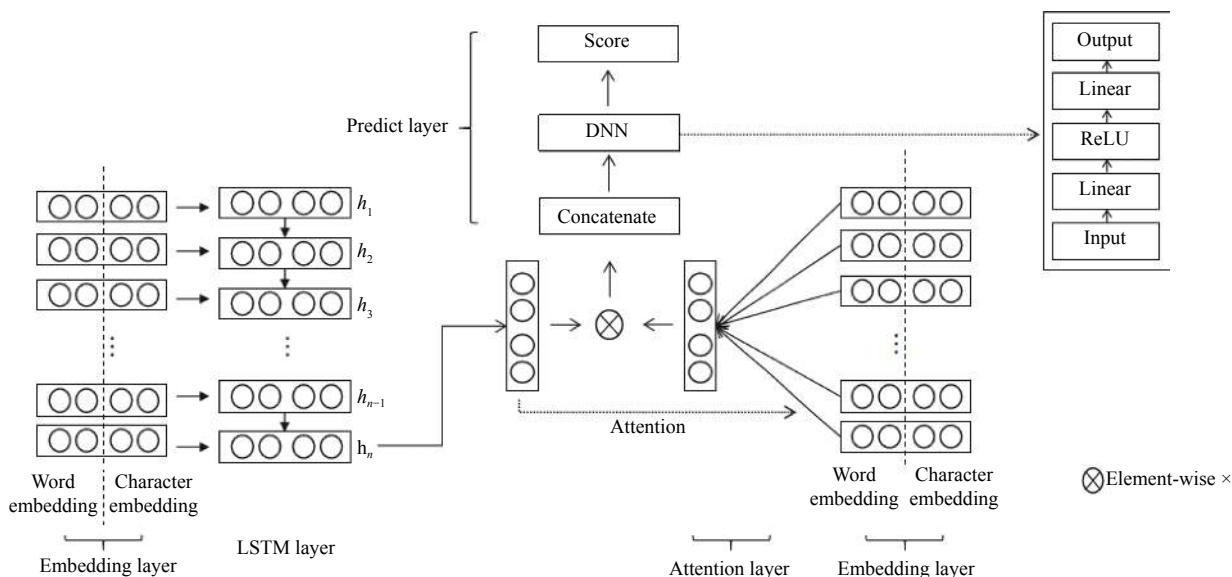 Score
Output
Linear
Predict layer
DNN
ReLU
Linear
Concatenate
Input
h1
h2
h3
⋮
⋮
⋮
hn−1
hn
Attention
Word
embedding
Character
embedding
Word
embedding
Character
embedding
⊗Element-wise ×
LSTM layer
Embedding layer
Attention layer
Embedding layer